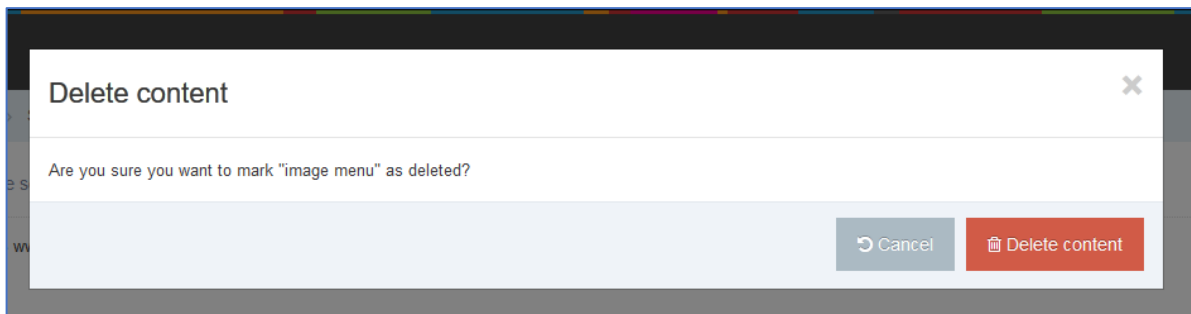 Delete content
Are you sure you want to mark "image menu" as deleted?
Cancel
Delete content